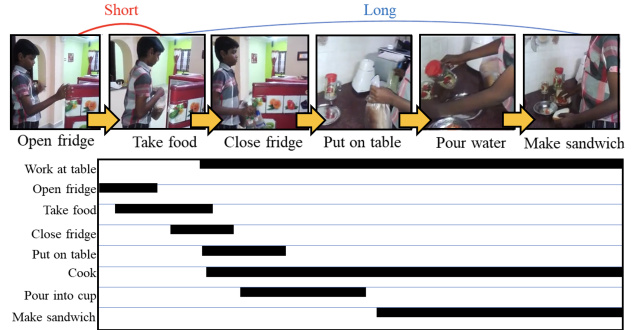 Short
Long
Open fridge
Take food
Close fridge
Put on table
Pour water
Make sandwich
Work at table
Open fridge
Take food
Close fridge
Put on table
Cook
Pour into cup
Make sandwich